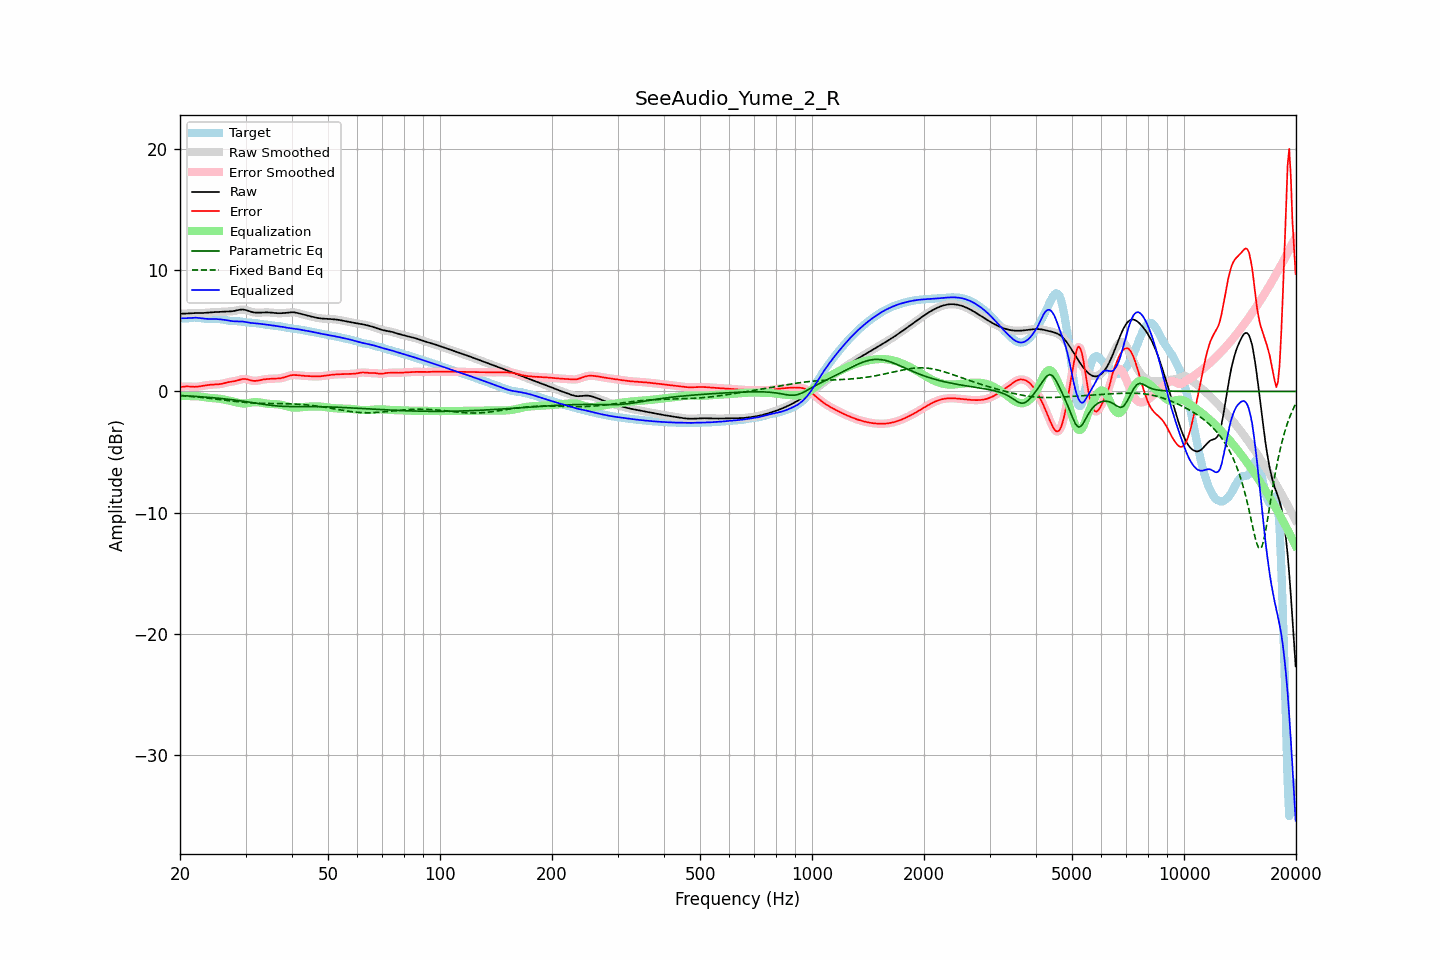 SeeAudio_Yume_2_R
Target
Raw Smoothed
Error Smoothed
Raw
Error
Equalization
Parametric Eq
Fixed Band Eq
Equalized
20
10
0
−10
−20
−30
Amplitude (dBr)
20
50
100
200
500
1000
2000
5000
10000
20000
Frequency (Hz)